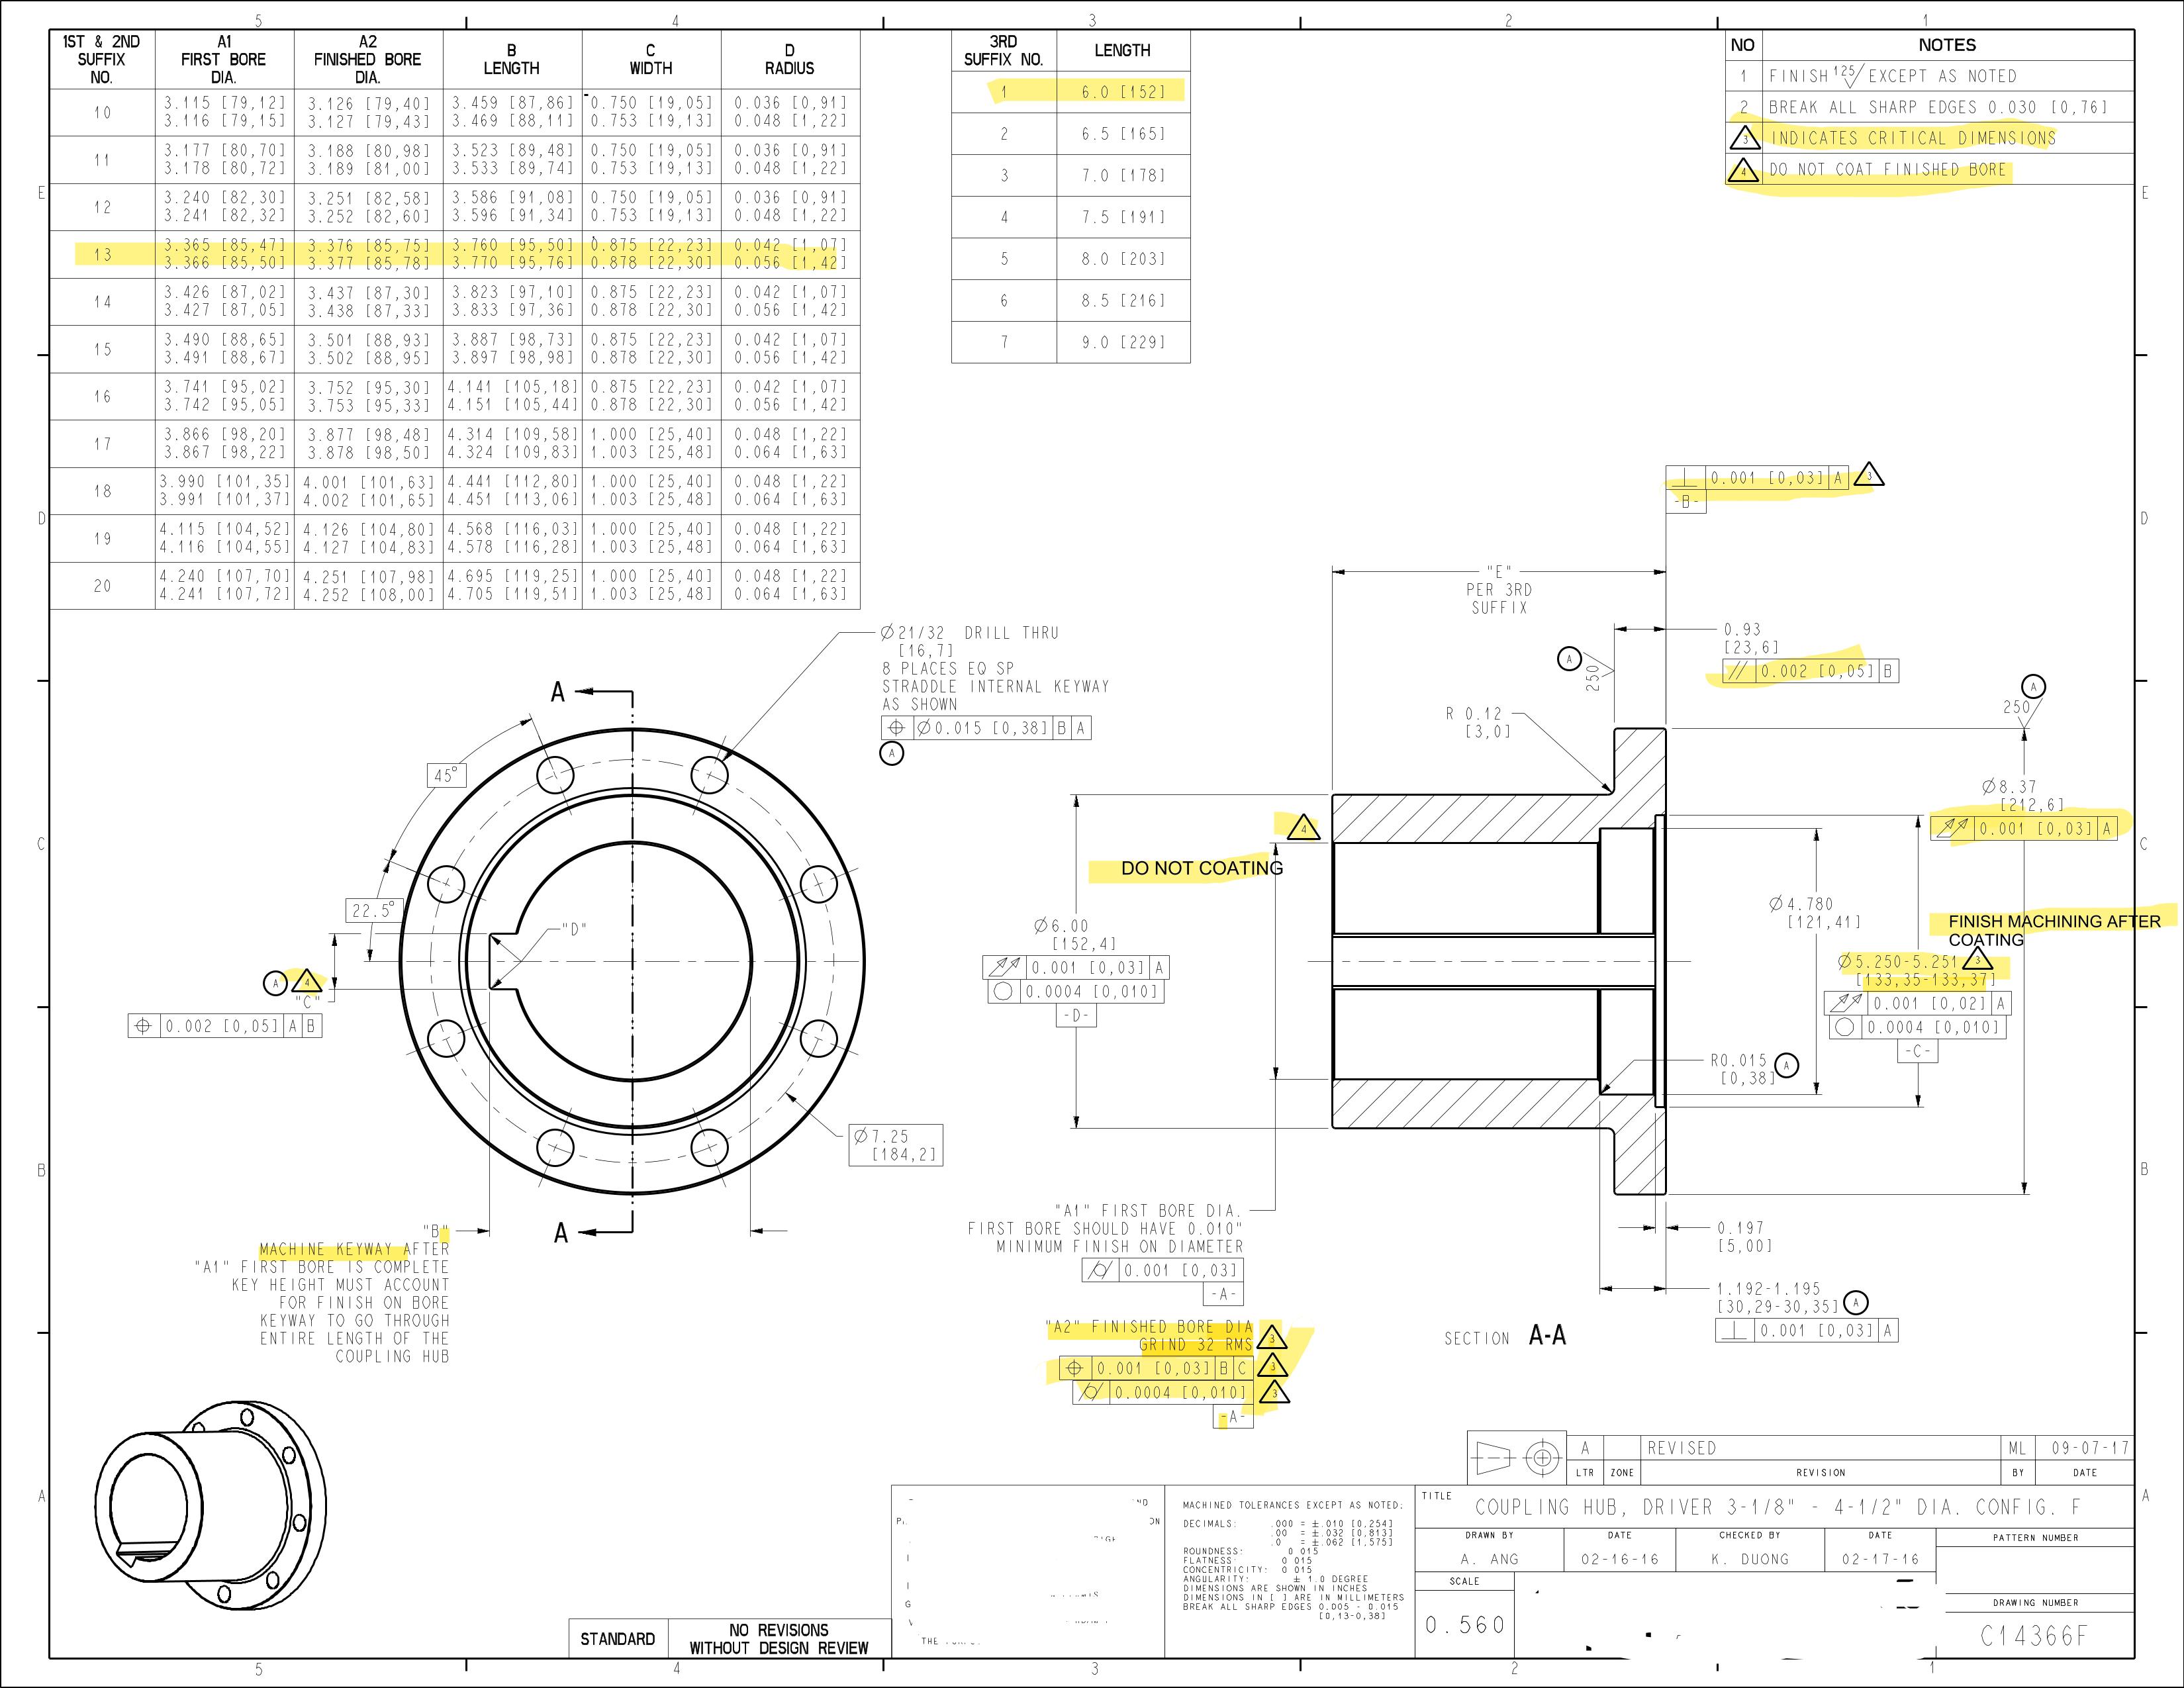 5 4 3 2 1
1ST & 2ND SUFFIX NO. A1 FIRST BORE DIA. A2 FINISHED BORE DIA. B LENGTH C WIDTH D RADIUS
10 3.115 [79,12] 3.126 [79,40] 3.459 [87,86] 0.750 [19,05] 0.036 [0,91]
3.116 [79,15] 3.127 [79,43] 3.469 [88,11] 0.753 [19,13] 0.048 [1,22]
11 3.177 [80,70] 3.188 [80,98] 3.523 [89,48] 0.750 [19,05] 0.036 [0,91]
3.178 [80,72] 3.189 [81,00] 3.533 [89,74] 0.753 [19,13] 0.048 [1,22]
12 3.240 [82,30] 3.251 [82,58] 3.586 [91,08] 0.750 [19,05] 0.036 [0,91]
3.241 [82,32] 3.252 [82,60] 3.596 [91,34] 0.753 [19,13] 0.048 [1,22]
13 3.365 [85,47] 3.376 [85,75] 3.760 [95,50] 0.875 [22,23] 0.042 [1,07]
3.366 [85,50] 3.377 [85,78] 3.770 [95,76] 0.878 [22,30] 0.056 [1,42]
14 3.426 [87,02] 3.437 [87,30] 3.823 [97,10] 0.875 [22,23] 0.042 [1,07]
3.427 [87,05] 3.438 [87,33] 3.833 [97,36] 0.878 [22,30] 0.056 [1,42]
15 3.490 [88,65] 3.501 [88,93] 3.887 [98,73] 0.875 [22,23] 0.042 [1,07]
3.491 [88,67] 3.502 [88,95] 3.897 [98,98] 0.878 [22,30] 0.056 [1,42]
16 3.741 [95,02] 3.752 [95,30] 4.141 [105,18] 0.875 [22,23] 0.042 [1,07]
3.742 [95,05] 3.753 [95,33] 4.151 [105,44] 0.878 [22,30] 0.056 [1,42]
17 3.866 [98,20] 3.877 [98,48] 4.314 [109,58] 1.000 [25,40] 0.048 [1,22]
3.867 [98,22] 3.878 [98,50] 4.324 [109,83] 1.003 [25,48] 0.064 [1,63]
18 3.990 [101,35] 4.001 [101,63] 4.441 [112,80] 1.000 [25,40] 0.048 [1,22]
3.991 [101,37] 4.002 [101,65] 4.451 [113,06] 1.003 [25,48] 0.064 [1,63]
19 4.115 [104,52] 4.126 [104,80] 4.568 [116,03] 1.000 [25,40] 0.048 [1,22]
4.116 [104,55] 4.127 [104,83] 4.578 [116,28] 1.003 [25,48] 0.064 [1,63]
20 4.240 [107,70] 4.251 [107,98] 4.695 [119,25] 1.000 [25,40] 0.048 [1,22]
4.241 [107,72] 4.252 [108,00] 4.705 [119,51] 1.003 [25,48] 0.064 [1,63]
3RD SUFFIX NO. LENGTH
1 6.0 [152]
2 6.5 [165]
3 7.0 [178]
4 7.5 [191]
5 8.0 [203]
6 8.5 [216]
7 9.0 [229]
NO NOTES
1 FINISH 125 EXCEPT AS NOTED
2 BREAK ALL SHARP EDGES 0.030 [0,76]
3 INDICATES CRITICAL DIMENSIONS
4 DO NOT COAT FINISHED BORE
E E
D D
C C
B B
A A
⊥ 0.001 [0,03] A 3
-B-
"E"
PER 3RD
SUFFIX
0.93
[23,6]
// 0.002 [0,05] B
A
250
A
250
R 0.12
[3,0]
Ø21/32 DRILL THRU
[16,7]
8 PLACES EQ SP
STRADDLE INTERNAL KEYWAY
AS SHOWN
⌖ Ø0.015 [0,38] B A
A
A
45°
22.5°
"D"
A 4
"C"
⌖ 0.002 [0,05] A B
Ø7.25
[184,2]
A
"B"
MACHINE KEYWAY AFTER
"A1" FIRST BORE IS COMPLETE
KEY HEIGHT MUST ACCOUNT
FOR FINISH ON BORE
KEYWAY TO GO THROUGH
ENTIRE LENGTH OF THE
COUPLING HUB
4
DO NOT COATING
Ø6.00
[152,4]
⌰ 0.001 [0,03] A
○ 0.0004 [0,010]
-D-
Ø8.37
[212,6]
⌰ 0.001 [0,03] A
Ø4.780
[121,41]
FINISH MACHINING AFTER
COATING
Ø5.250-5.251 3
[133,35-133,37]
⌰ 0.001 [0,02] A
○ 0.0004 [0,010]
-C-
R0.015 A
[0,38]
0.197
[5,00]
1.192-1.195
[30,29-30,35] A
⊥ 0.001 [0,03] A
"A1" FIRST BORE DIA.
FIRST BORE SHOULD HAVE 0.010"
MINIMUM FINISH ON DIAMETER
⌭ 0.001 [0,03]
-A-
"A2" FINISHED BORE DIA
GRIND 32 RMS 3
⌖ 0.001 [0,03] B C 3
⌭ 0.0004 [0,010] 3
-A-
SECTION A-A
A REVISED ML 09-07-17
LTR ZONE REVISION BY DATE
TITLE COUPLING HUB, DRIVER 3-1/8" - 4-1/2" DIA. CONFIG. F
DRAWN BY DATE CHECKED BY DATE PATTERN NUMBER
A. ANG 02-16-16 K. DUONG 02-17-16
SCALE
0.560
DRAWING NUMBER
C14366F
MACHINED TOLERANCES EXCEPT AS NOTED:
DECIMALS: .000 = ±.010 [0,254]
.00 = ±.032 [0,813]
.0 = ±.062 [1,575]
ROUNDNESS: 0.015
FLATNESS: 0.015
CONCENTRICITY: 0.015
ANGULARITY: ± 1.0 DEGREE
DIMENSIONS ARE SHOWN IN INCHES
DIMENSIONS IN [ ] ARE IN MILLIMETERS
BREAK ALL SHARP EDGES 0.005 - 0.015
[0,13-0,38]
THE
STANDARD
NO REVISIONS
WITHOUT DESIGN REVIEW
5 4 3 2 1